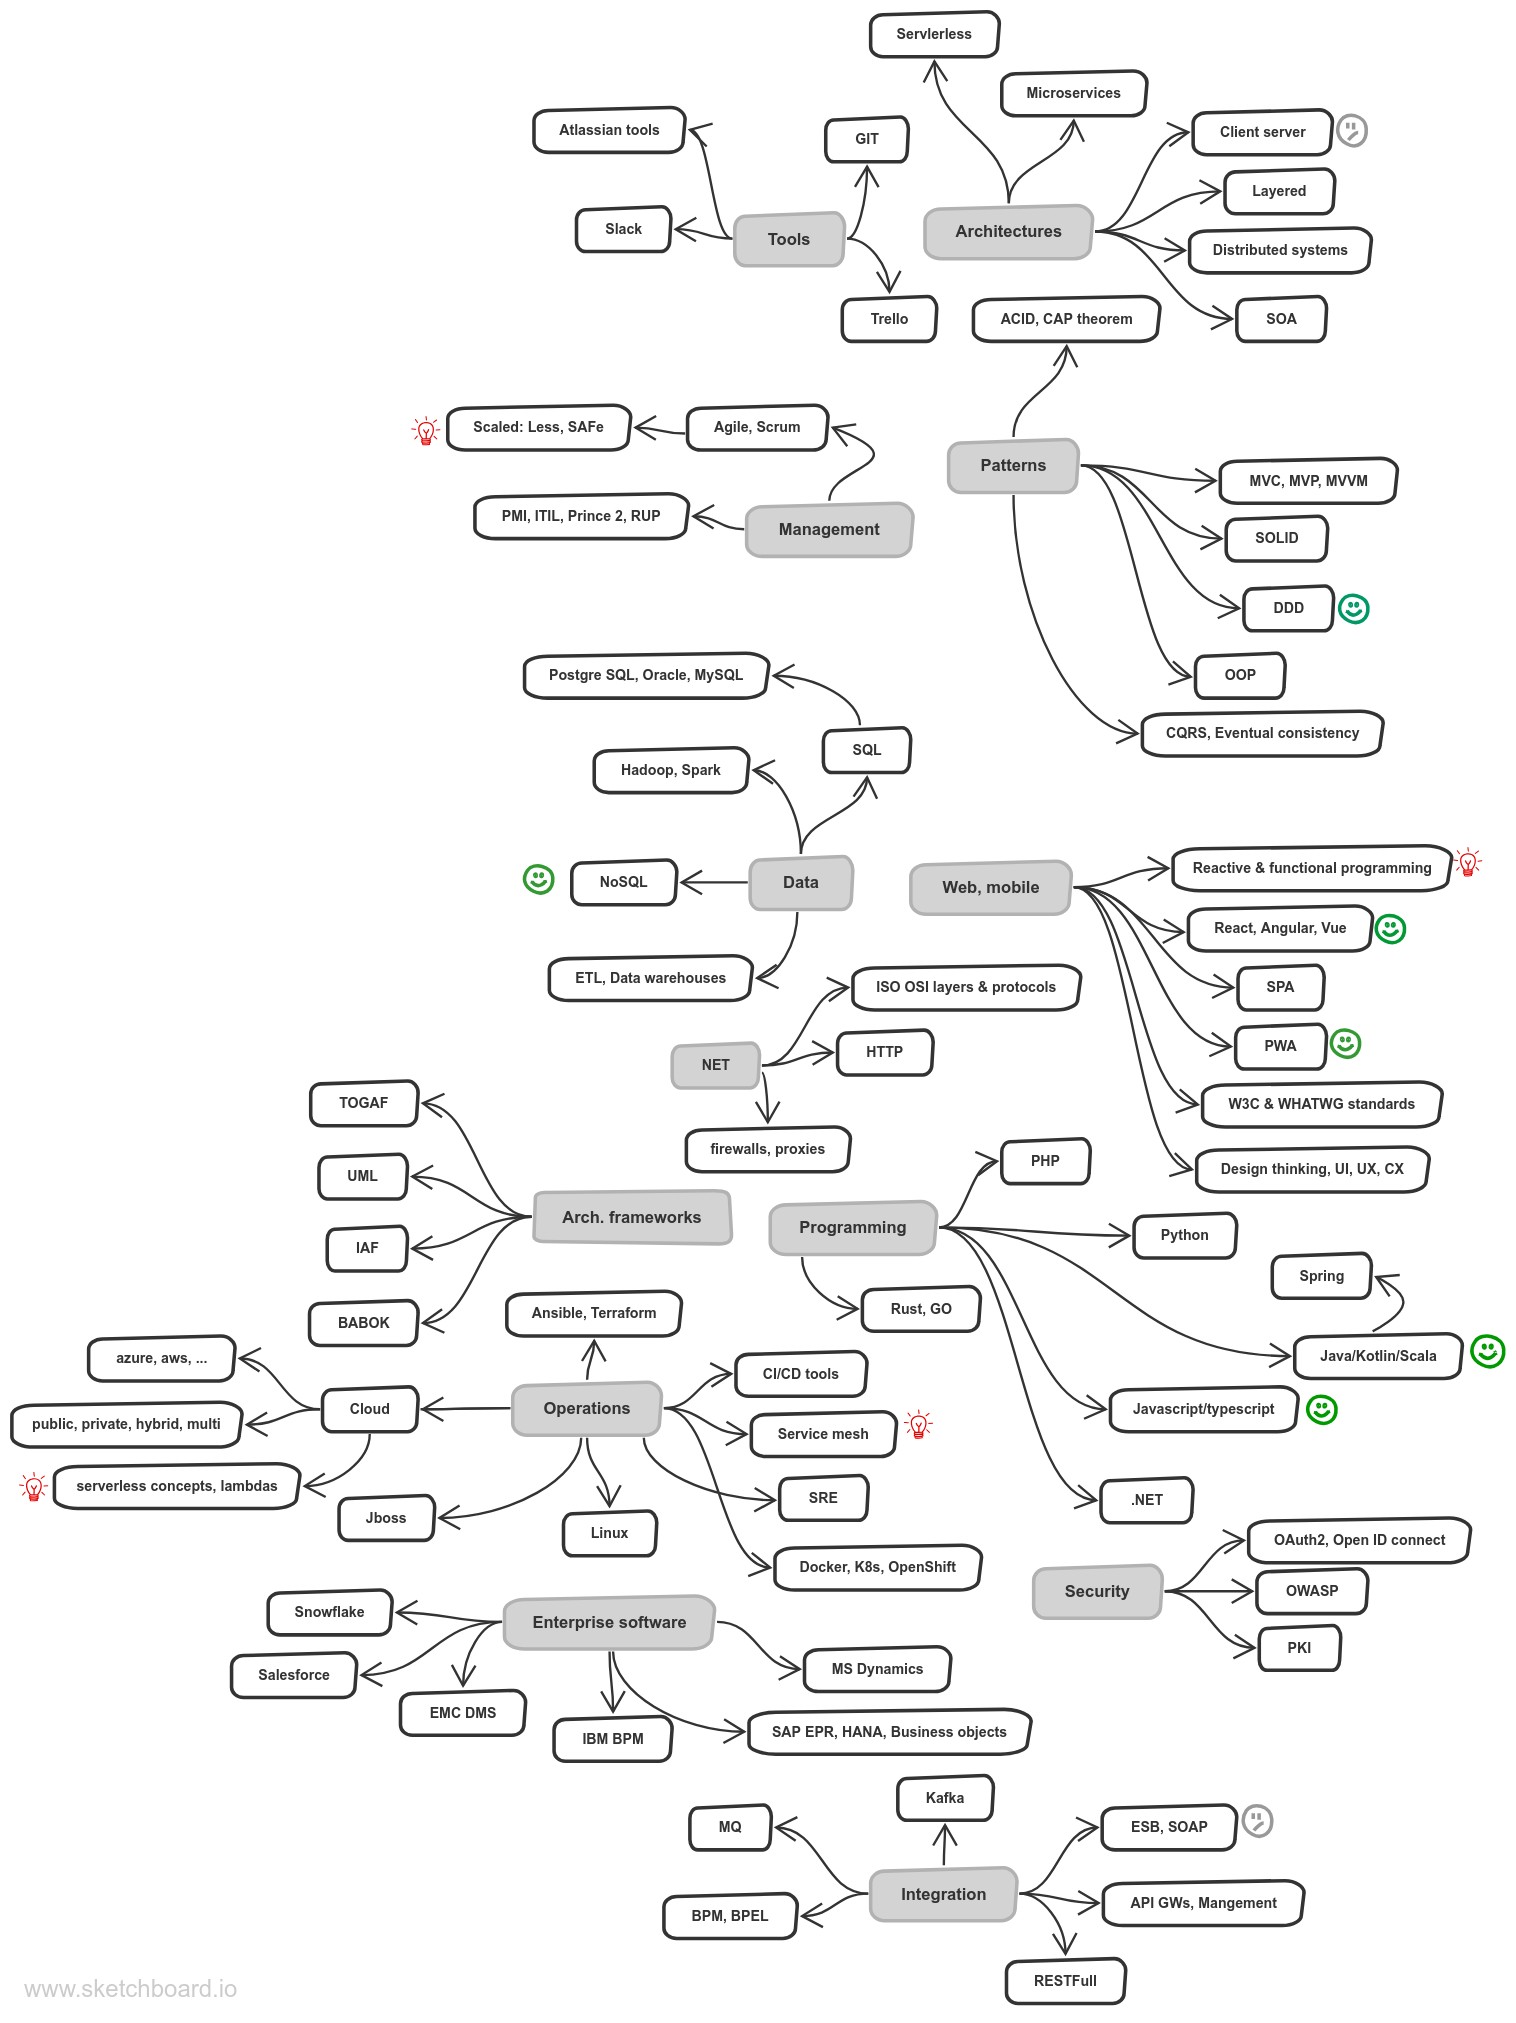 Servlerless
Microservices
Atlassian tools
GIT
Client server
Layered
Slack
Tools
Architectures
Distributed systems
Trello
ACID, CAP theorem
SOA
Scaled: Less, SAFe
Agile, Scrum
Patterns
MVC, MVP, MVVM
PMI, ITIL, Prince 2, RUP
Management
SOLID
DDD
Postgre SQL, Oracle, MySQL
OOP
CQRS, Eventual consistency
SQL
Hadoop, Spark
NoSQL
Data
Web, mobile
Reactive & functional programming
React, Angular, Vue
ETL, Data warehouses
ISO OSI layers & protocols
SPA
NET
HTTP
PWA
TOGAF
W3C & WHATWG standards
firewalls, proxies
PHP
Design thinking, UI, UX, CX
UML
Arch. frameworks
Programming
Python
IAF
Spring
BABOK
Ansible, Terraform
Rust, GO
azure, aws, ...
Java/Kotlin/Scala
CI/CD tools
Cloud
Operations
Javascript/typescript
public, private, hybrid, multi
Service mesh
serverless concepts, lambdas
SRE
.NET
Jboss
Linux
OAuth2, Open ID connect
Docker, K8s, OpenShift
Security
OWASP
Snowflake
Enterprise software
PKI
Salesforce
MS Dynamics
EMC DMS
IBM BPM
SAP EPR, HANA, Business objects
Kafka
MQ
ESB, SOAP
Integration
API GWs, Mangement
BPM, BPEL
RESTFull
www.sketchboard.io